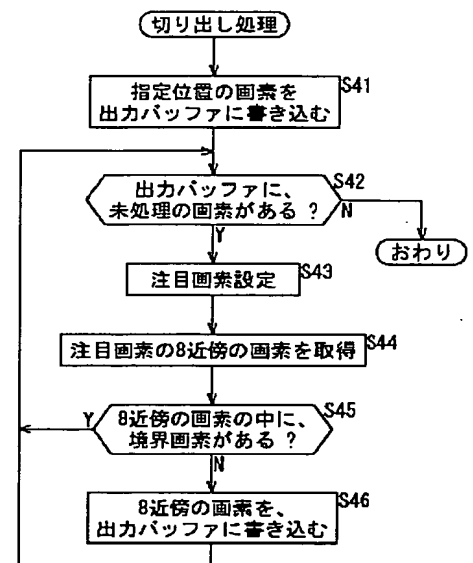 切り出し処理
指定位置の画素を
出力バッファに書き込む
S41
出力バッファに、
未処理の画素がある ?
S42
N
Y
おわり
注目画素設定
S43
注目画素の8近傍の画素を取得
S44
8近傍の画素の中に、
境界画素がある ?
S45
Y
N
8近傍の画素を、
出力バッファに書き込む
S46